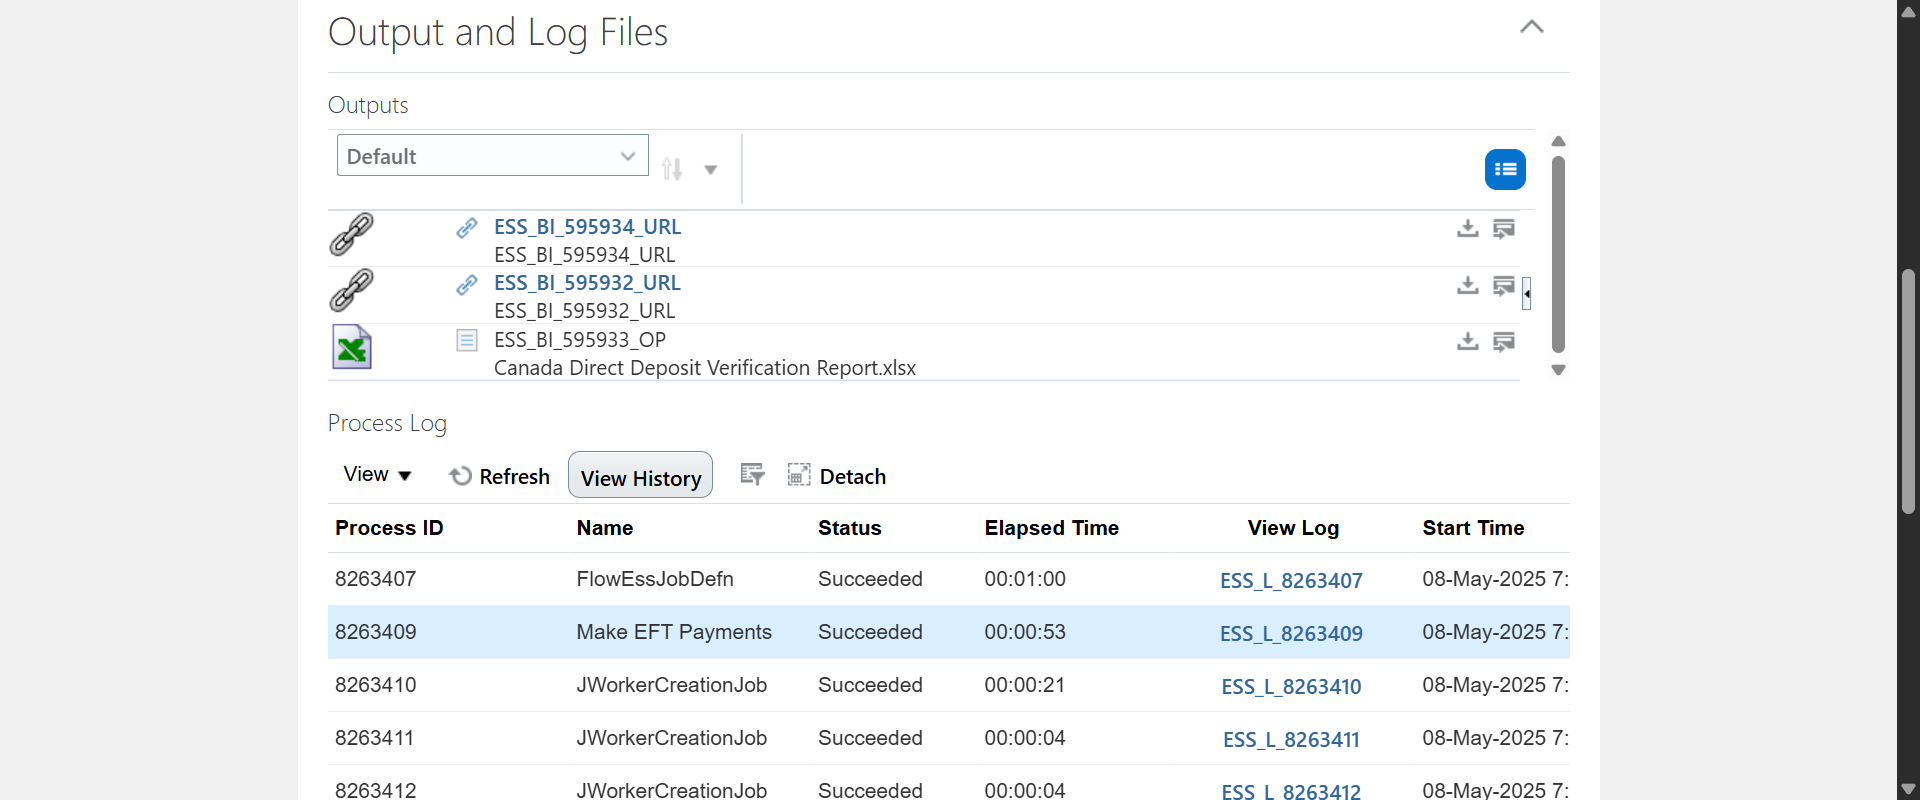 Output and Log Files
Outputs
Default
ESS_BI_595934_URL
ESS_BI_595934_URL
ESS_BI_595932_URL
ESS_BI_595932_URL
ESS_BI_595933_OP
Canada Direct Deposit Verification Report.xlsx
Process Log
View Refresh View History Detach
Process ID Name Status Elapsed Time View Log Start Time
8263407 FlowEssJobDefn Succeeded 00:01:00 ESS_L_8263407 08-May-2025 7:
8263409 Make EFT Payments Succeeded 00:00:53 ESS_L_8263409 08-May-2025 7:
8263410 JWorkerCreationJob Succeeded 00:00:21 ESS_L_8263410 08-May-2025 7:
8263411 JWorkerCreationJob Succeeded 00:00:04 ESS_L_8263411 08-May-2025 7:
8263412 JWorkerCreationJob Succeeded 00:00:04 ESS_L_8263412 08-May-2025 7: